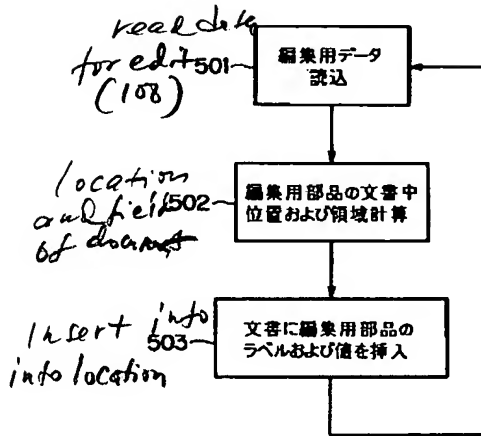 read data
for edit 501
(108)
編集用データ
読込
location
and field 502
of document
編集用部品の文書中
位置および領域計算
Insert info
503
into location
文書に編集用部品の
ラベルおよび値を挿入